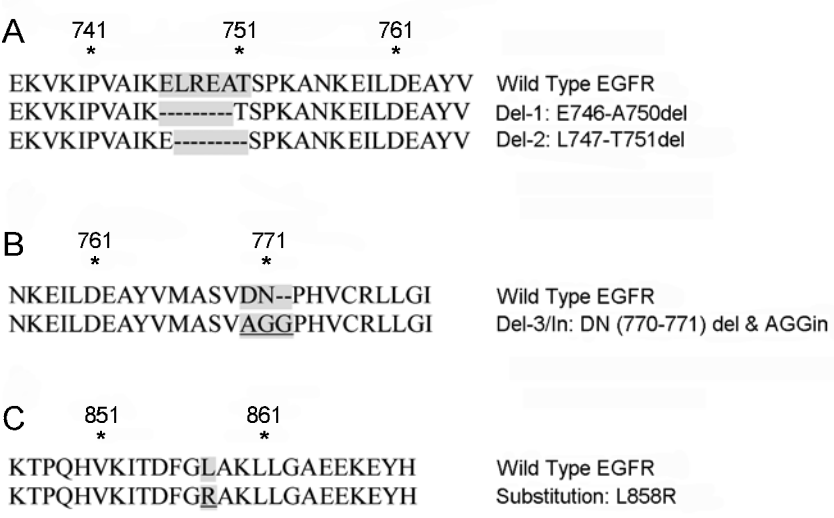 A
741 751 761
* * *
EKVKIPVAIKELREATSPKANKEILDEAYV Wild Type EGFR
EKVKIPVAIK---------TSPKANKEILDEAYV Del-1: E746-A750del
EKVKIPVAIKE---------SPKANKEILDEAYV Del-2: L747-T751del
B
761 771
* *
NKEILDEAYVMASVDN--PHVCRLLGI Wild Type EGFR
NKEILDEAYVMASVAGGPHVCRLLGI Del-3/In: DN (770-771) del & AGGin
C
851 861
* *
KTPQHVKITDFGLAKLLGAEEKEYH Wild Type EGFR
KTPQHVKITDFGRAKLLGAEEKEYH Substitution: L858R